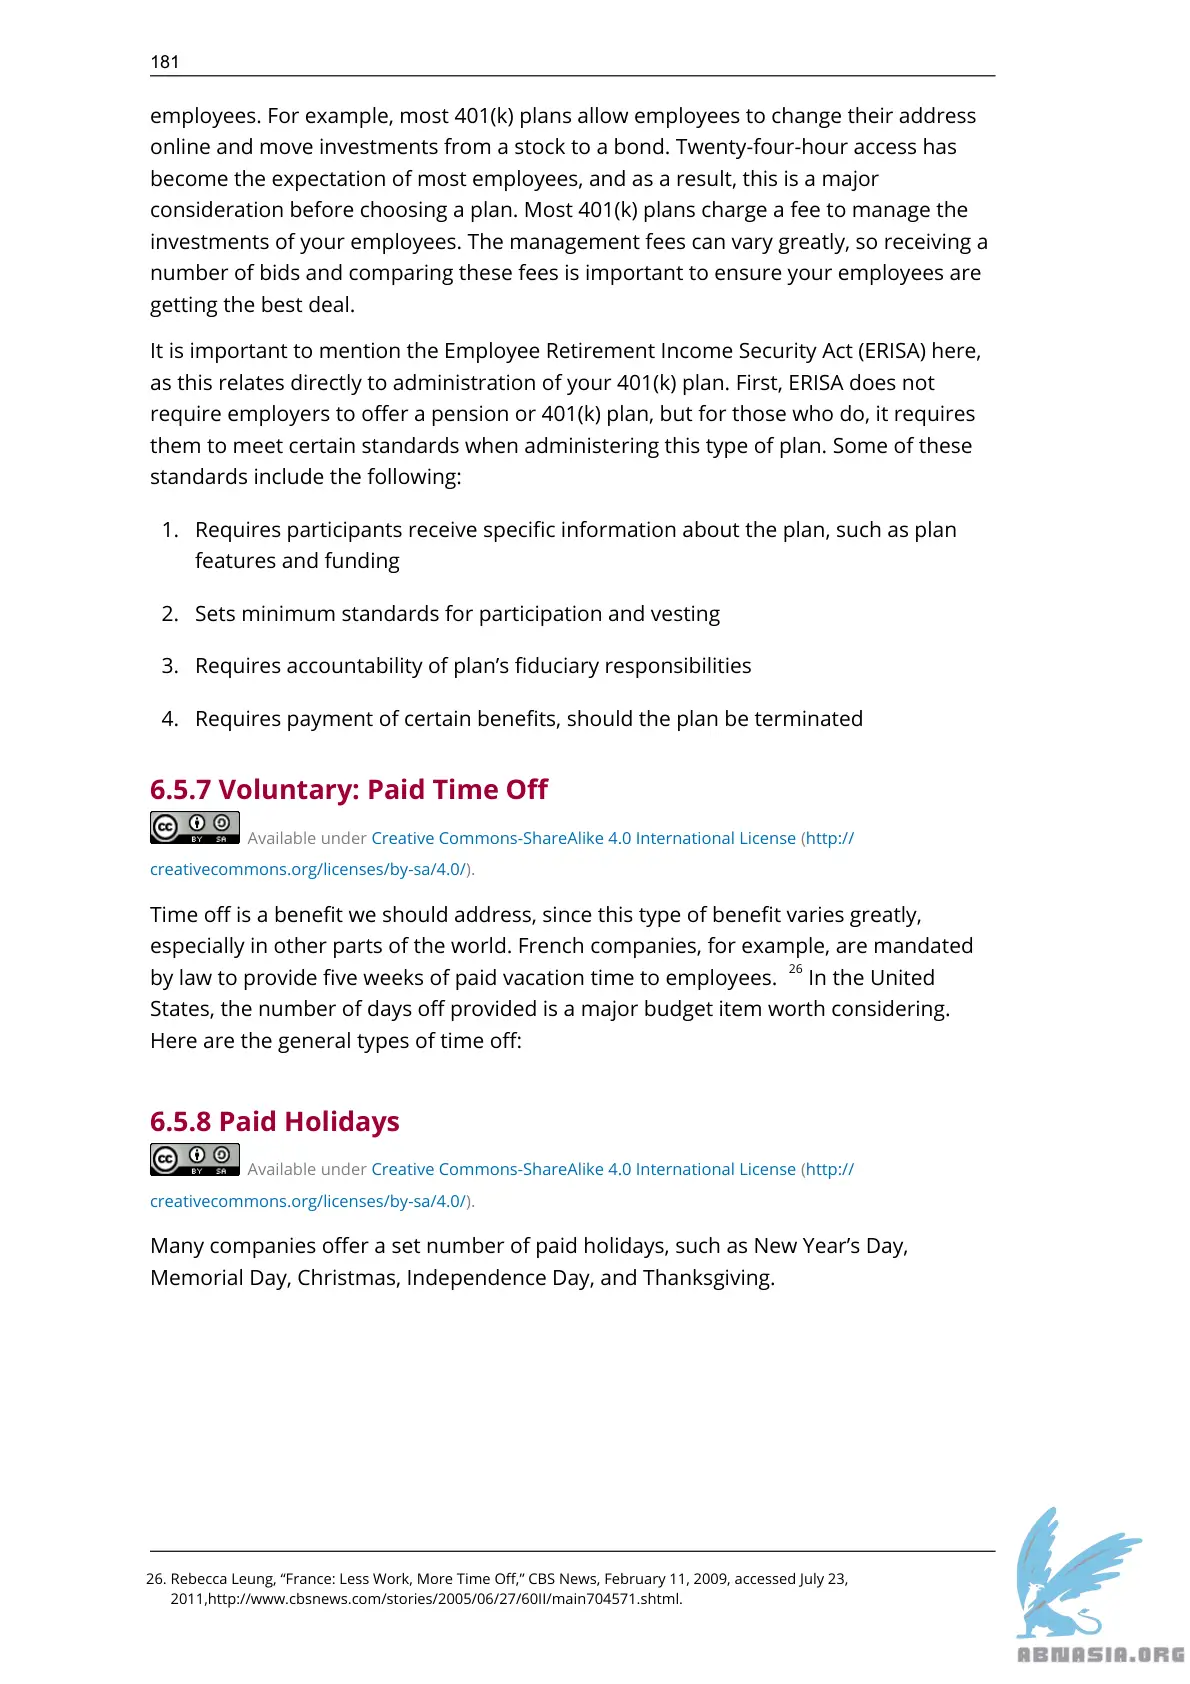 181
employees. For example, most 401(k) plans allow employees to change their address
online and move investments from a stock to a bond. Twenty-four-hour access has
become the expectation of most employees, and as a result, this is a major
consideration before choosing a plan. Most 401(k) plans charge a fee to manage the
investments of your employees. The management fees can vary greatly, so receiving a
number of bids and comparing these fees is important to ensure your employees are
getting the best deal.
It is important to mention the Employee Retirement Income Security Act (ERISA) here,
as this relates directly to administration of your 401(k) plan. First, ERISA does not
require employers to offer a pension or 401(k) plan, but for those who do, it requires
them to meet certain standards when administering this type of plan. Some of these
standards include the following:
1. Requires participants receive specific information about the plan, such as plan
features and funding
2. Sets minimum standards for participation and vesting
3. Requires accountability of plan’s fiduciary responsibilities
4. Requires payment of certain benefits, should the plan be terminated
6.5.7 Voluntary: Paid Time Off
cc BY SA Available under Creative Commons-ShareAlike 4.0 International License (http://
creativecommons.org/licenses/by-sa/4.0/).
Time off is a benefit we should address, since this type of benefit varies greatly,
especially in other parts of the world. French companies, for example, are mandated
by law to provide five weeks of paid vacation time to employees. 26 In the United
States, the number of days off provided is a major budget item worth considering.
Here are the general types of time off:
6.5.8 Paid Holidays
cc BY SA Available under Creative Commons-ShareAlike 4.0 International License (http://
creativecommons.org/licenses/by-sa/4.0/).
Many companies offer a set number of paid holidays, such as New Year’s Day,
Memorial Day, Christmas, Independence Day, and Thanksgiving.
26. Rebecca Leung, “France: Less Work, More Time Off,” CBS News, February 11, 2009, accessed July 23,
2011,http://www.cbsnews.com/stories/2005/06/27/60II/main704571.shtml.
ABNASIA.ORG